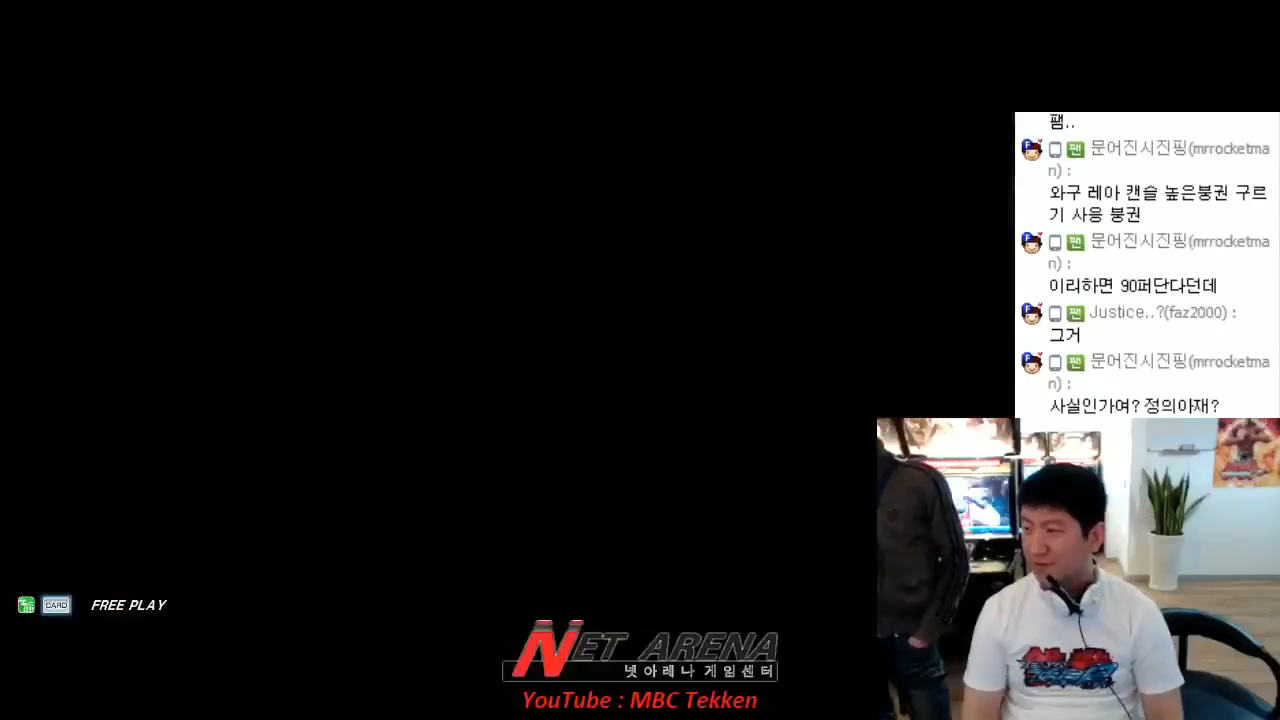 팸..
문어진시진핑(mrrocketma
n) :
와구 레아 캔슬 높은붕권 구르
기 사응 붕권
문어진시진핑(mrrocketma
n) :
이리하면 90퍼단다던데
Justice..?(faz2000) :
그거
문어진시진핑(mrrocketma
n) :
사실인가여? 정의아재?
CARD FREE PLAY
NET ARENA
넷아레나 게임센터
YouTube : MBC Tekken